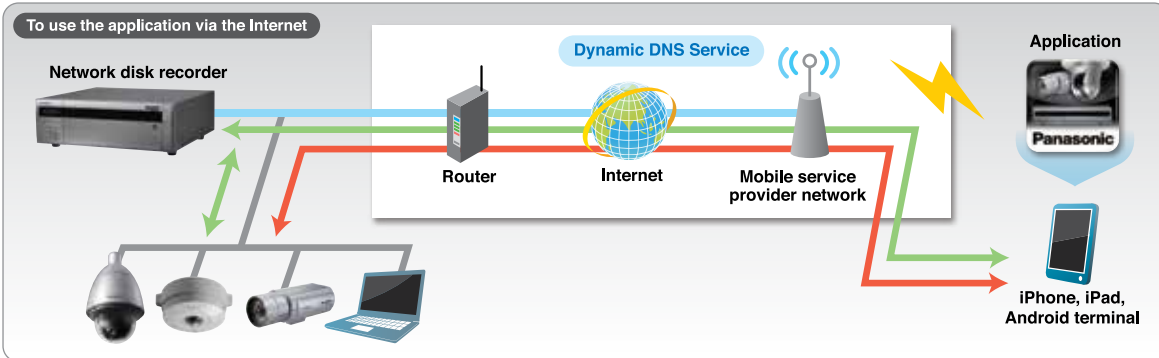 To use the application via the Internet
Network disk recorder
Dynamic DNS Service
Application
Panasonic
Router
Internet
Mobile service
provider network
iPhone, iPad,
Android terminal